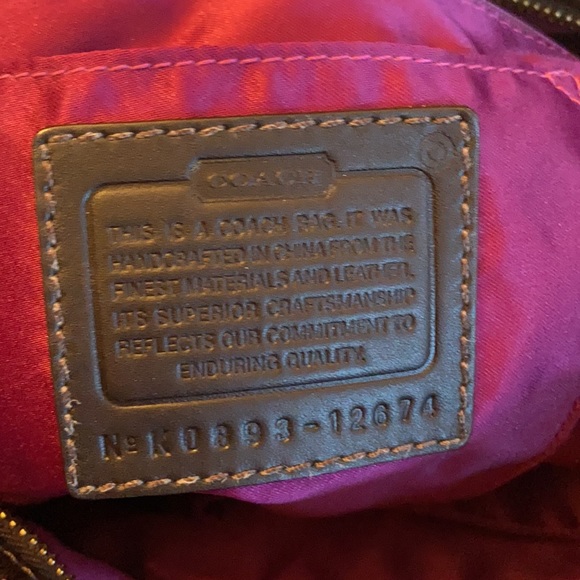 COACH
THIS IS A COACH BAG. IT WAS
HANDCRAFTED IN CHINA FROM THE
FINEST MATERIALS AND LEATHER.
ITS SUPERIOR CRAFTSMANSHIP
REFLECTS OUR COMMITMENT TO
ENDURING QUALITY.
Nº K0893-12674